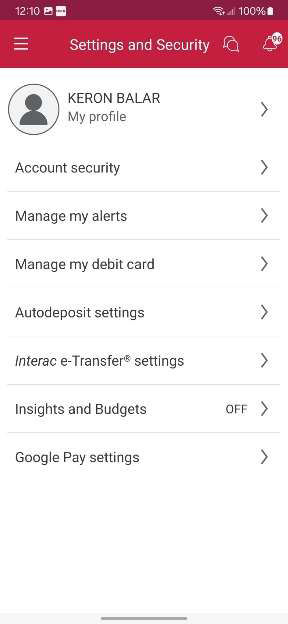 12:10 100%
Settings and Security
KERON BALAR
My profile
Account security
Manage my alerts
Manage my debit card
Autodeposit settings
Interac e-Transfer® settings
Insights and Budgets OFF
Google Pay settings